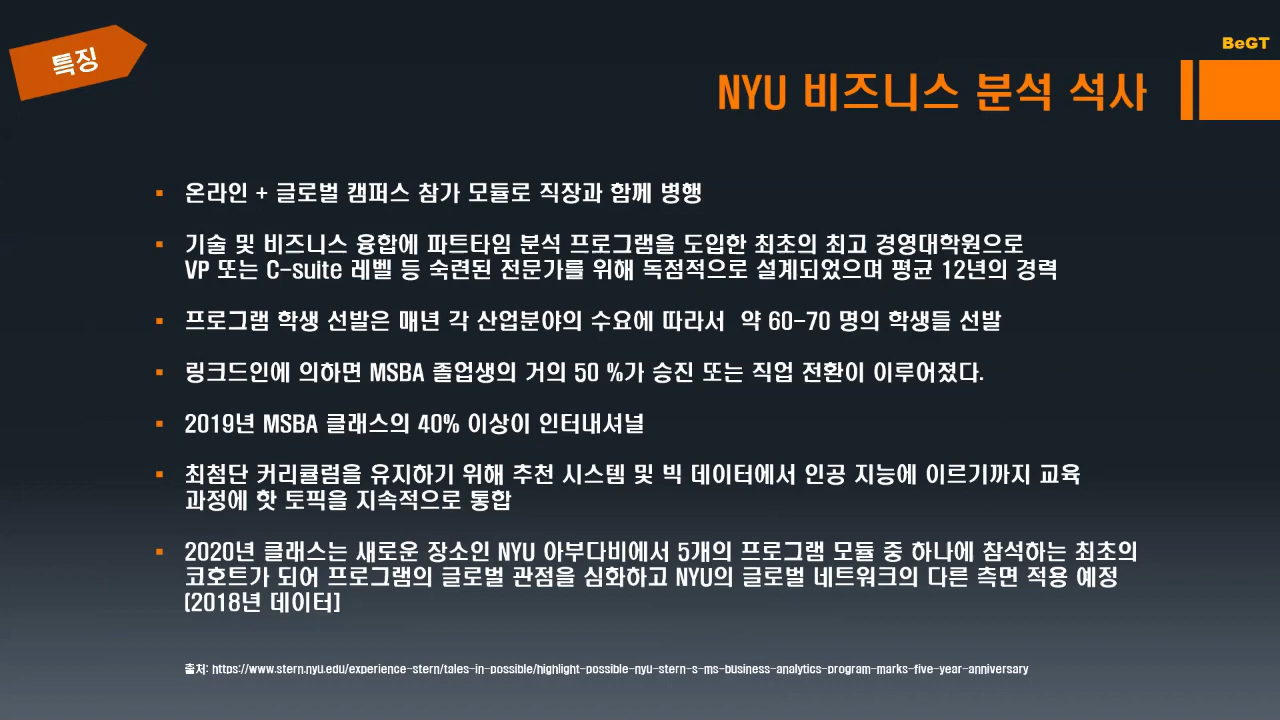 특징
BeGT
NYU 비즈니스 분석 석사
▪ 온라인 + 글로벌 캠퍼스 참가 모듈로 직장과 함께 병행
▪ 기술 및 비즈니스 융합에 파트타임 분석 프로그램을 도입한 최초의 최고 경영대학원으로
VP 또는 C-suite 레벨 등 숙련된 전문가를 위해 독점적으로 설계되었으며 평균 12년의 경력
▪ 프로그램 학생 선발은 매년 각 산업분야의 수요에 따라서 약 60-70 명의 학생들 선발
▪ 링크드인에 의하면 MSBA 졸업생의 거의 50 %가 승진 또는 직업 전환이 이루어졌다.
▪ 2019년 MSBA 클래스의 40% 이상이 인터내셔널
▪ 최첨단 커리큘럼을 유지하기 위해 추천 시스템 및 빅 데이터에서 인공 지능에 이르기까지 교육
과정에 핫 토픽을 지속적으로 통합
▪ 2020년 클래스는 새로운 장소인 NYU 아부다비에서 5개의 프로그램 모듈 중 하나에 참석하는 최초의
코호트가 되어 프로그램의 글로벌 관점을 심화하고 NYU의 글로벌 네트워크의 다른 측면 적용 예정
[2018년 데이터]
출처: https://www.stern.nyu.edu/experience-stern/tales-in-possible/highlight-possible-nyu-stern-s-ms-business-analytics-program-marks-five-year-anniversary